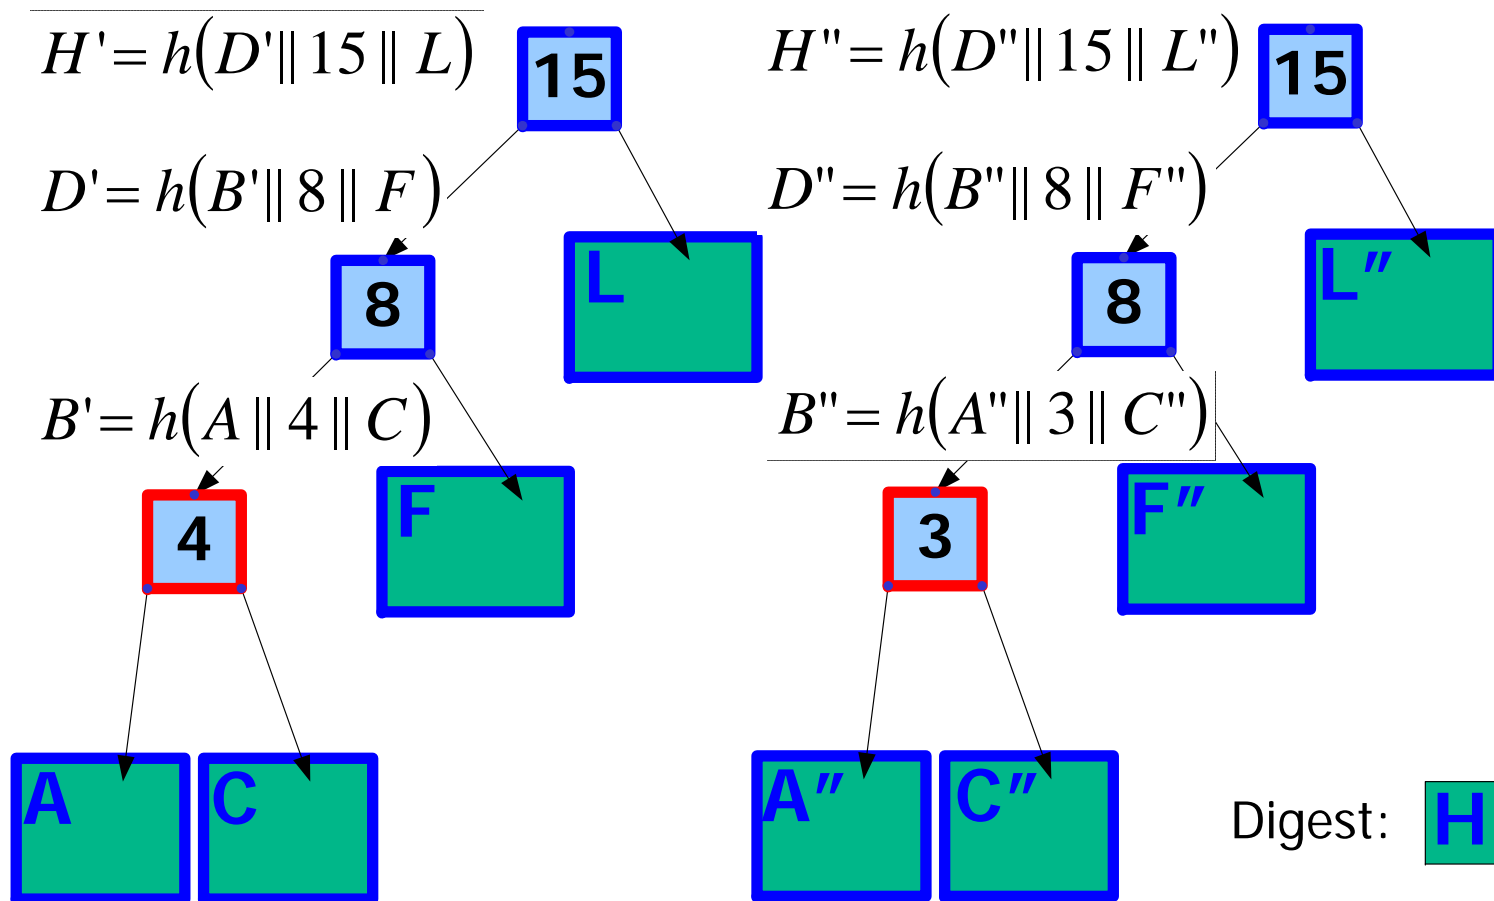 H'= h(D'|| 15 || L)
15
D'= h(B'|| 8 || F)
L
8
B'= h(A || 4 || C)
F
4
A
C
H"= h(D"|| 15 || L")
15
D"= h(B"|| 8 || F")
L"
8
B"= h(A"|| 3 || C")
F"
3
A"
C"
Digest: H